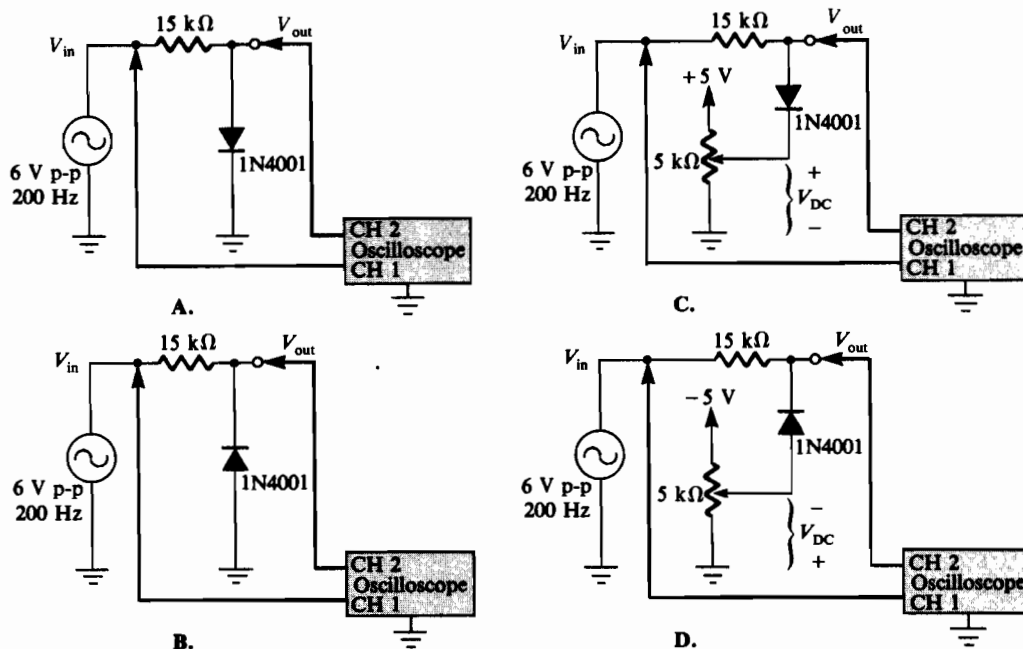 15 kΩ
V_in
V_out
6 V p-p
200 Hz
1N4001
CH 2
Oscilloscope
CH 1
A.
15 kΩ
V_in
V_out
6 V p-p
200 Hz
1N4001
CH 2
Oscilloscope
CH 1
B.
15 kΩ
V_in
V_out
+5 V
1N4001
5 kΩ
6 V p-p
200 Hz
+
V_DC
−
CH 2
Oscilloscope
CH 1
C.
15 kΩ
V_in
V_out
−5 V
1N4001
5 kΩ
6 V p-p
200 Hz
−
V_DC
+
CH 2
Oscilloscope
CH 1
D.